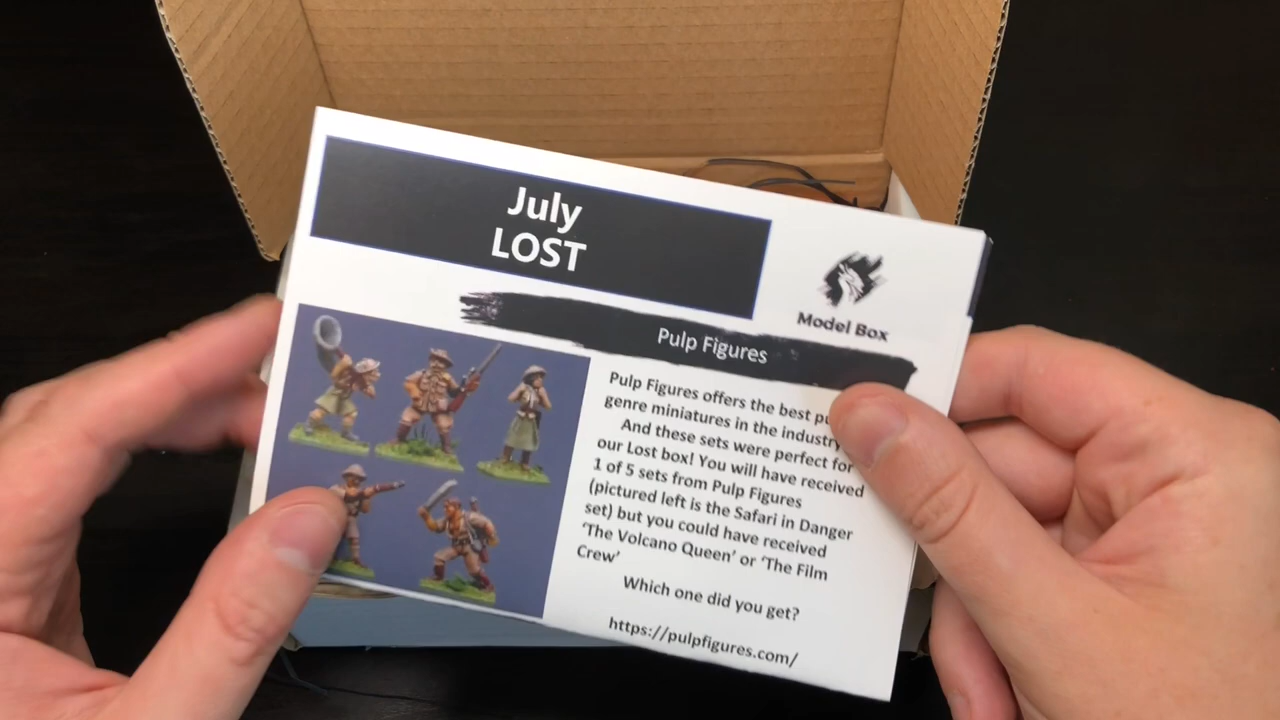 July
LOST
Model Box
Pulp Figures
Pulp Figures offers the best
genre miniatures in the industry
And these sets were perfect for
our Lost box! You will have received
1 of 5 sets from Pulp Figures
(pictured left is the Safari in Danger
set) but you could have received
'The Volcano Queen' or 'The Film
Crew'
Which one did you get?
https://pulpfigures.com/